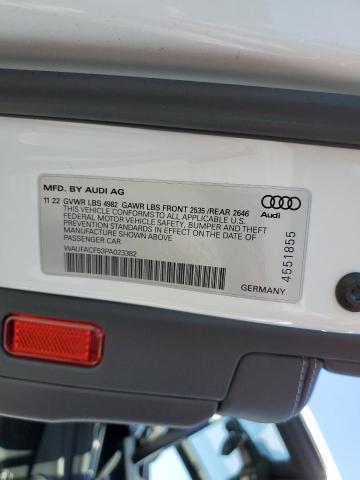 MFD. BY AUDI AG
11 22 GVWR LBS 4982 GAWR LBS FRONT 2535 /REAR 2646
THIS VEHICLE CONFORMS TO ALL APPLICABLE U.S.
FEDERAL MOTOR VEHICLE SAFETY, BUMPER AND THEFT
PREVENTION STANDARDS IN EFFECT ON THE DATE OF
MANUFACTURE SHOWN ABOVE.
PASSENGER CAR
WAUFACF53PA023382
Audi
4551855
GERMANY